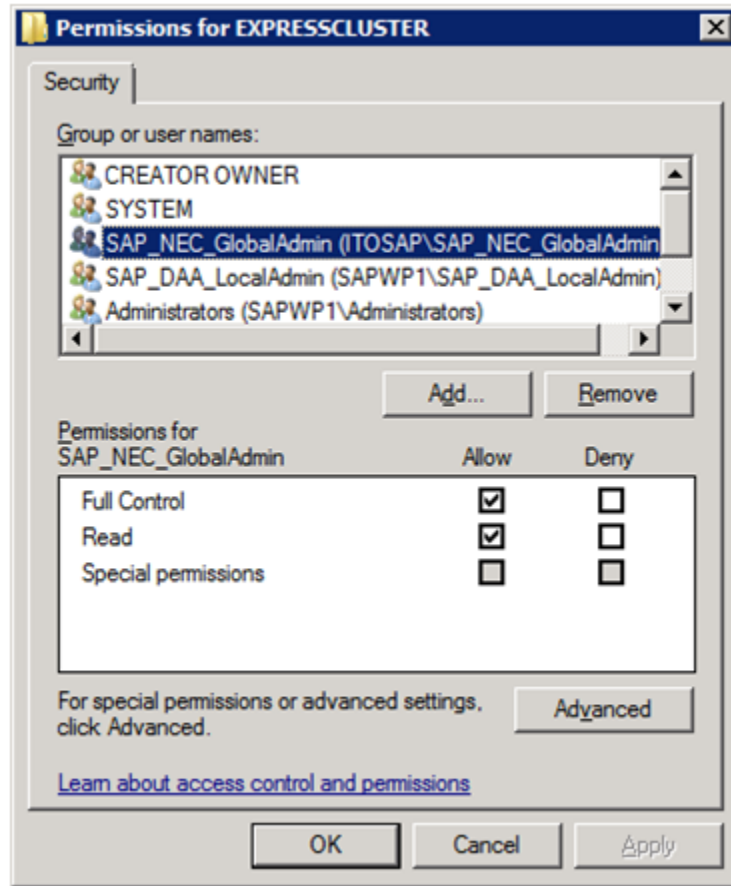 Permissions for EXPRESSCLUSTER
Security
Group or user names:
CREATOR OWNER
SYSTEM
SAP_NEC_GlobalAdmin (ITOSAP\SAP_NEC_GlobalAdmin
SAP_DAA_LocalAdmin (SAPWP1\SAP_DAA_LocalAdmin)
Administrators (SAPWP1\Administrators)
Add... Remove
Permissions for
SAP_NEC_GlobalAdmin Allow Deny
Full Control
Read
Special permissions
For special permissions or advanced settings,
click Advanced.
Advanced
Learn about access control and permissions
OK Cancel Apply